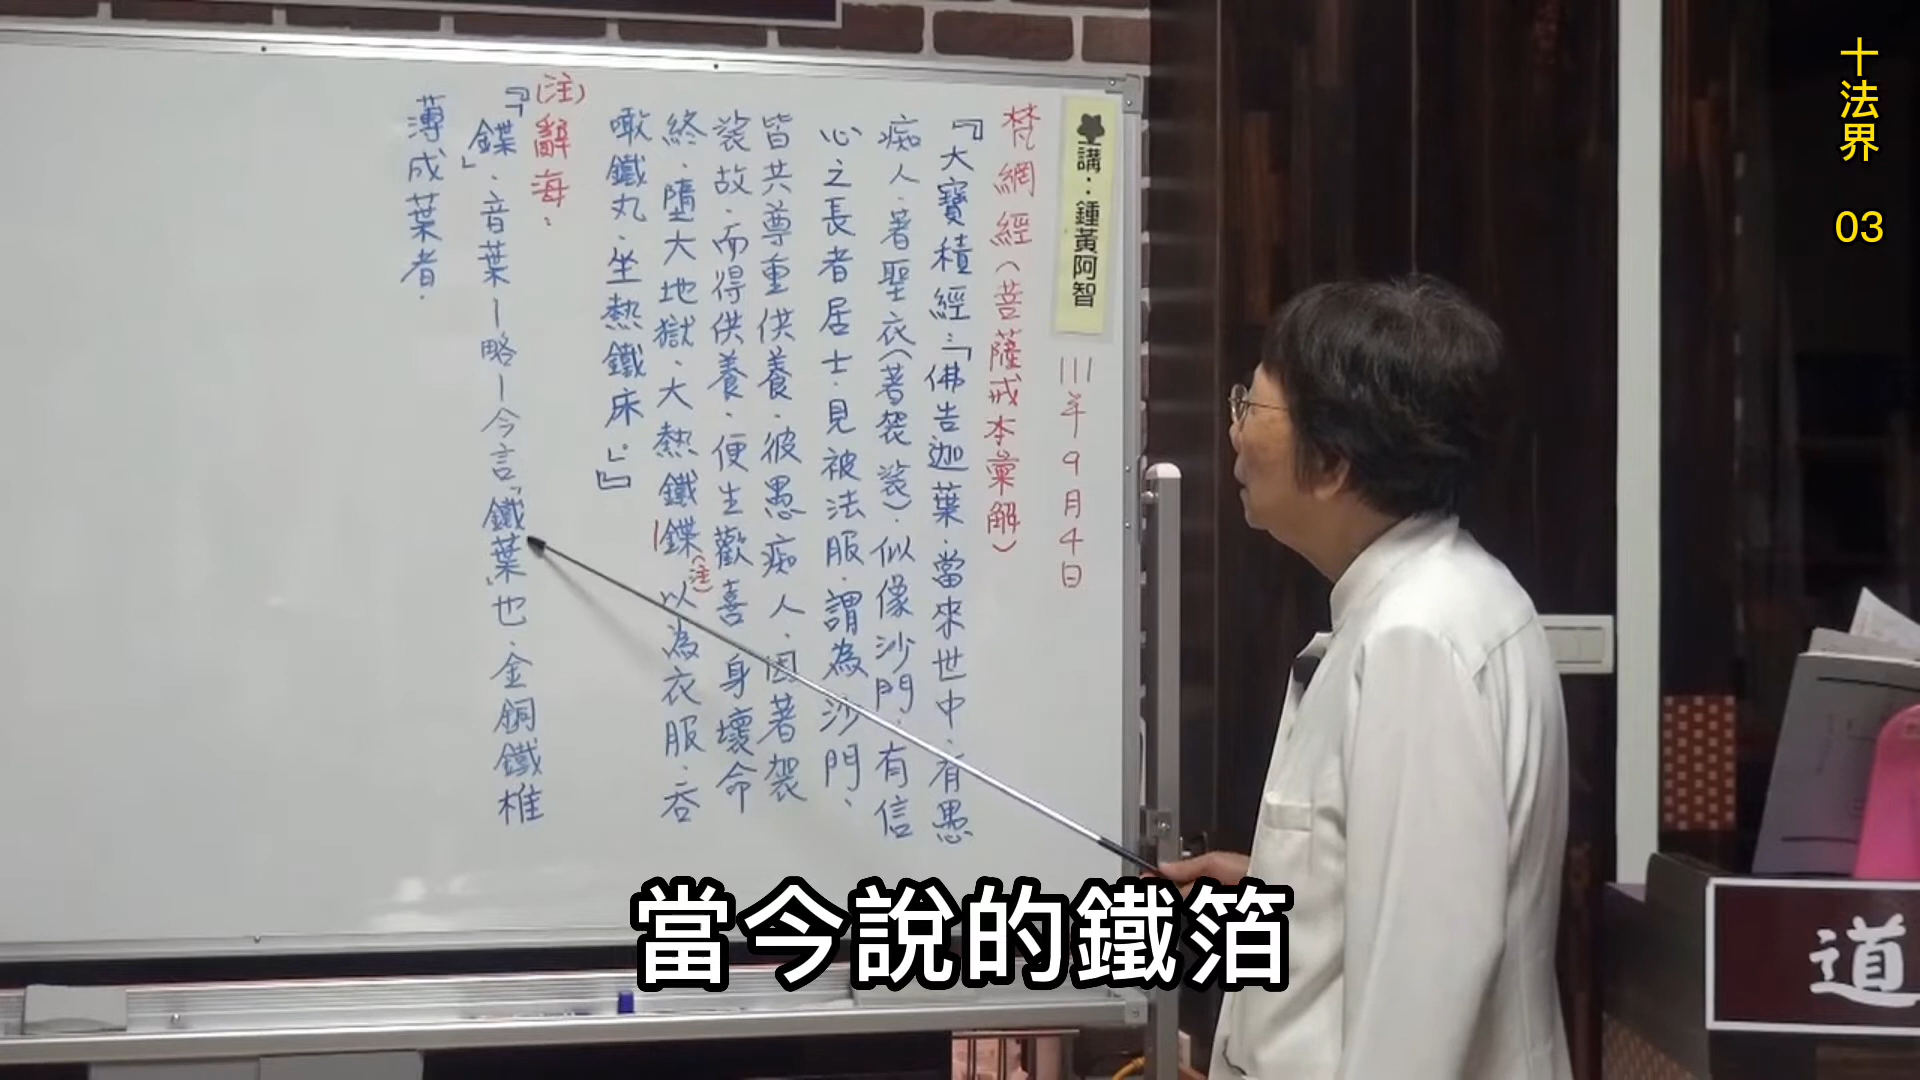 十法界 03
主講：鍾黃阿智
111年9月4日
梵網經（菩薩戒本彙解）
『大寶積經：「佛告迦葉．當來世中．有愚
痴人．著聖衣（著袈裟）．似像沙門．有信
心之長者居士．見被法服．謂為沙門、
皆共尊重供養．彼愚痴人．因著袈
裟故．而得供養．便生歡喜 身壞命
終．墮大地獄．大熱鐵鍱(注)以為衣服．吞
噉鐵丸．坐熱鐵床。」』
(注)辭海：
『「鍱」．音葉－略－今言「鐵葉」也．金銅鐵椎
薄成葉者．
道
當今說的鐵箔